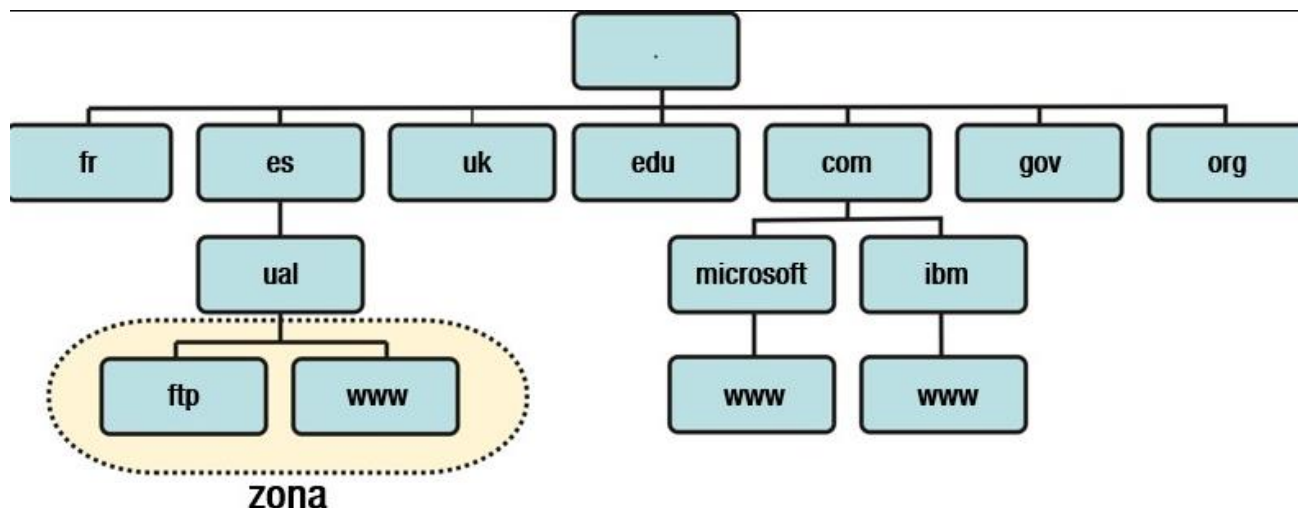 .
fr es uk edu com gov org
ual microsoft ibm
ftp www www www
zona